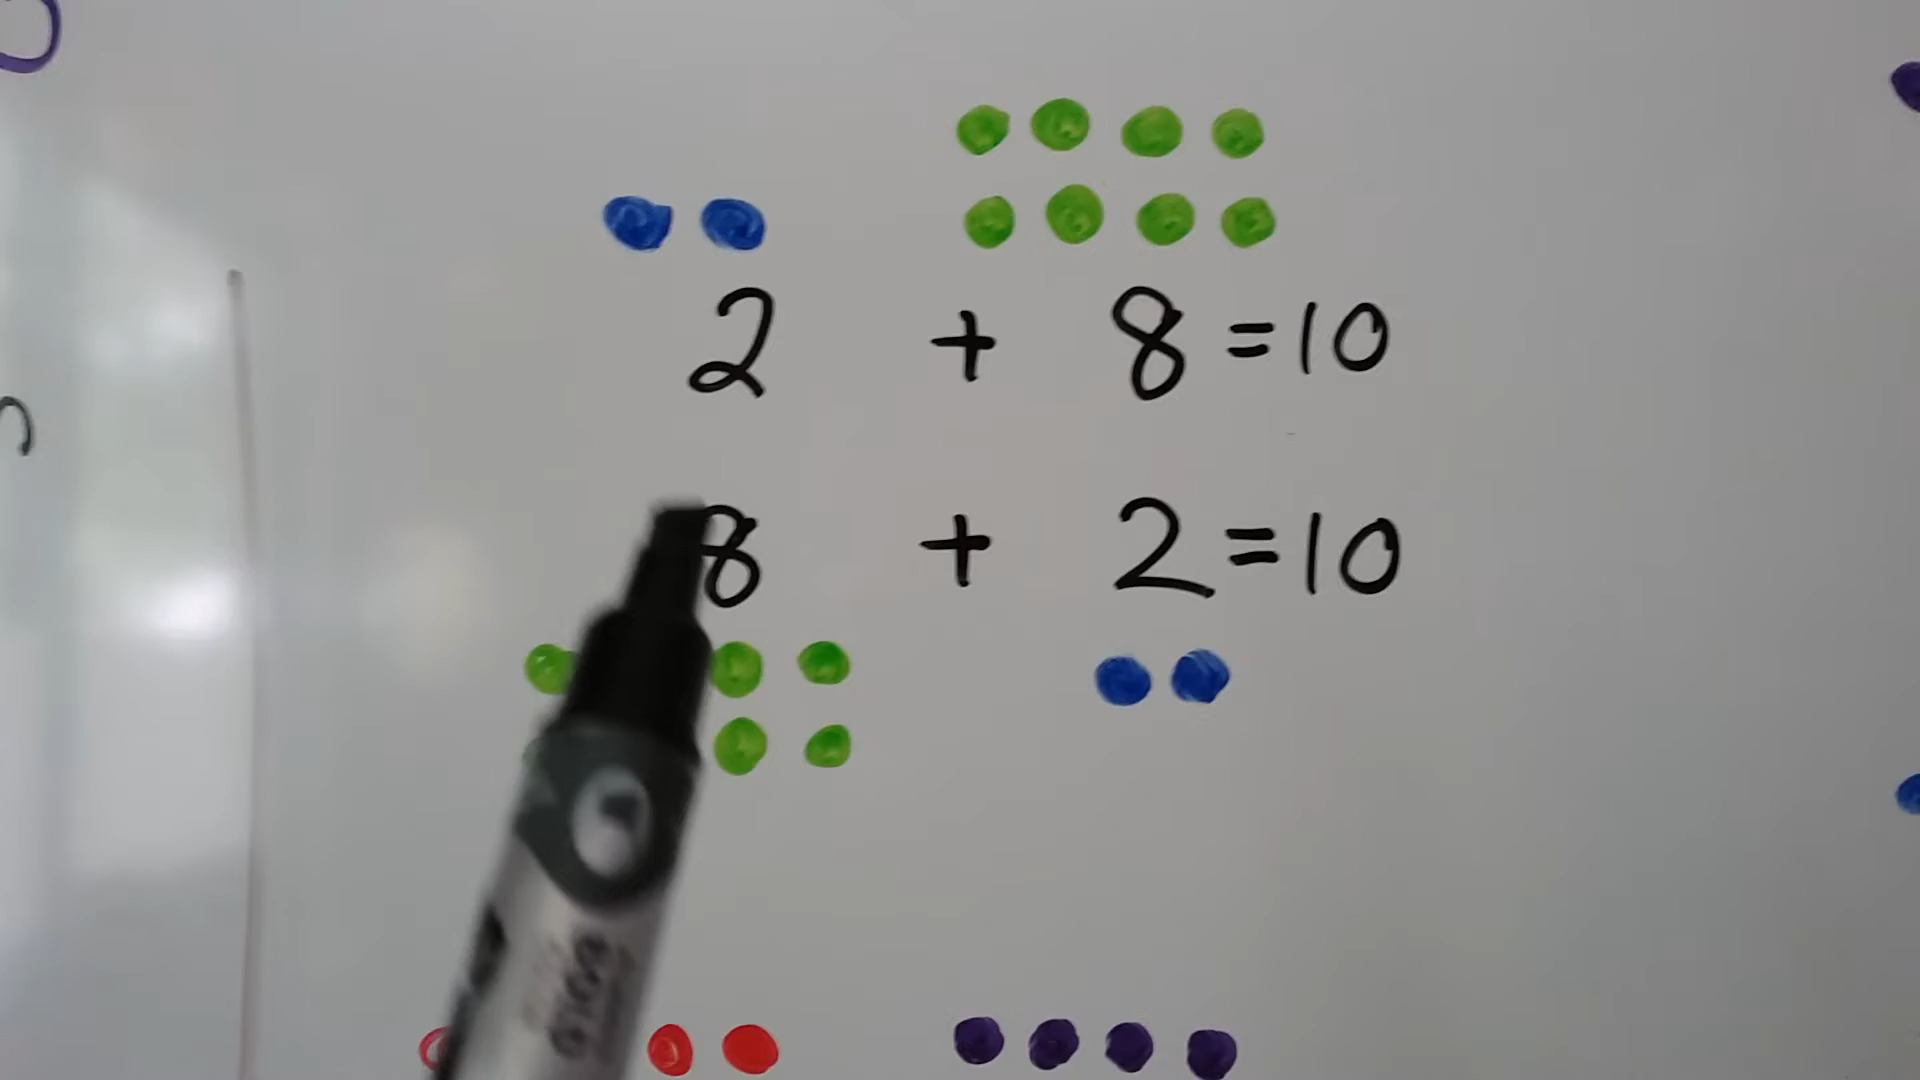 2 + 8 = 10
8 + 2 = 10